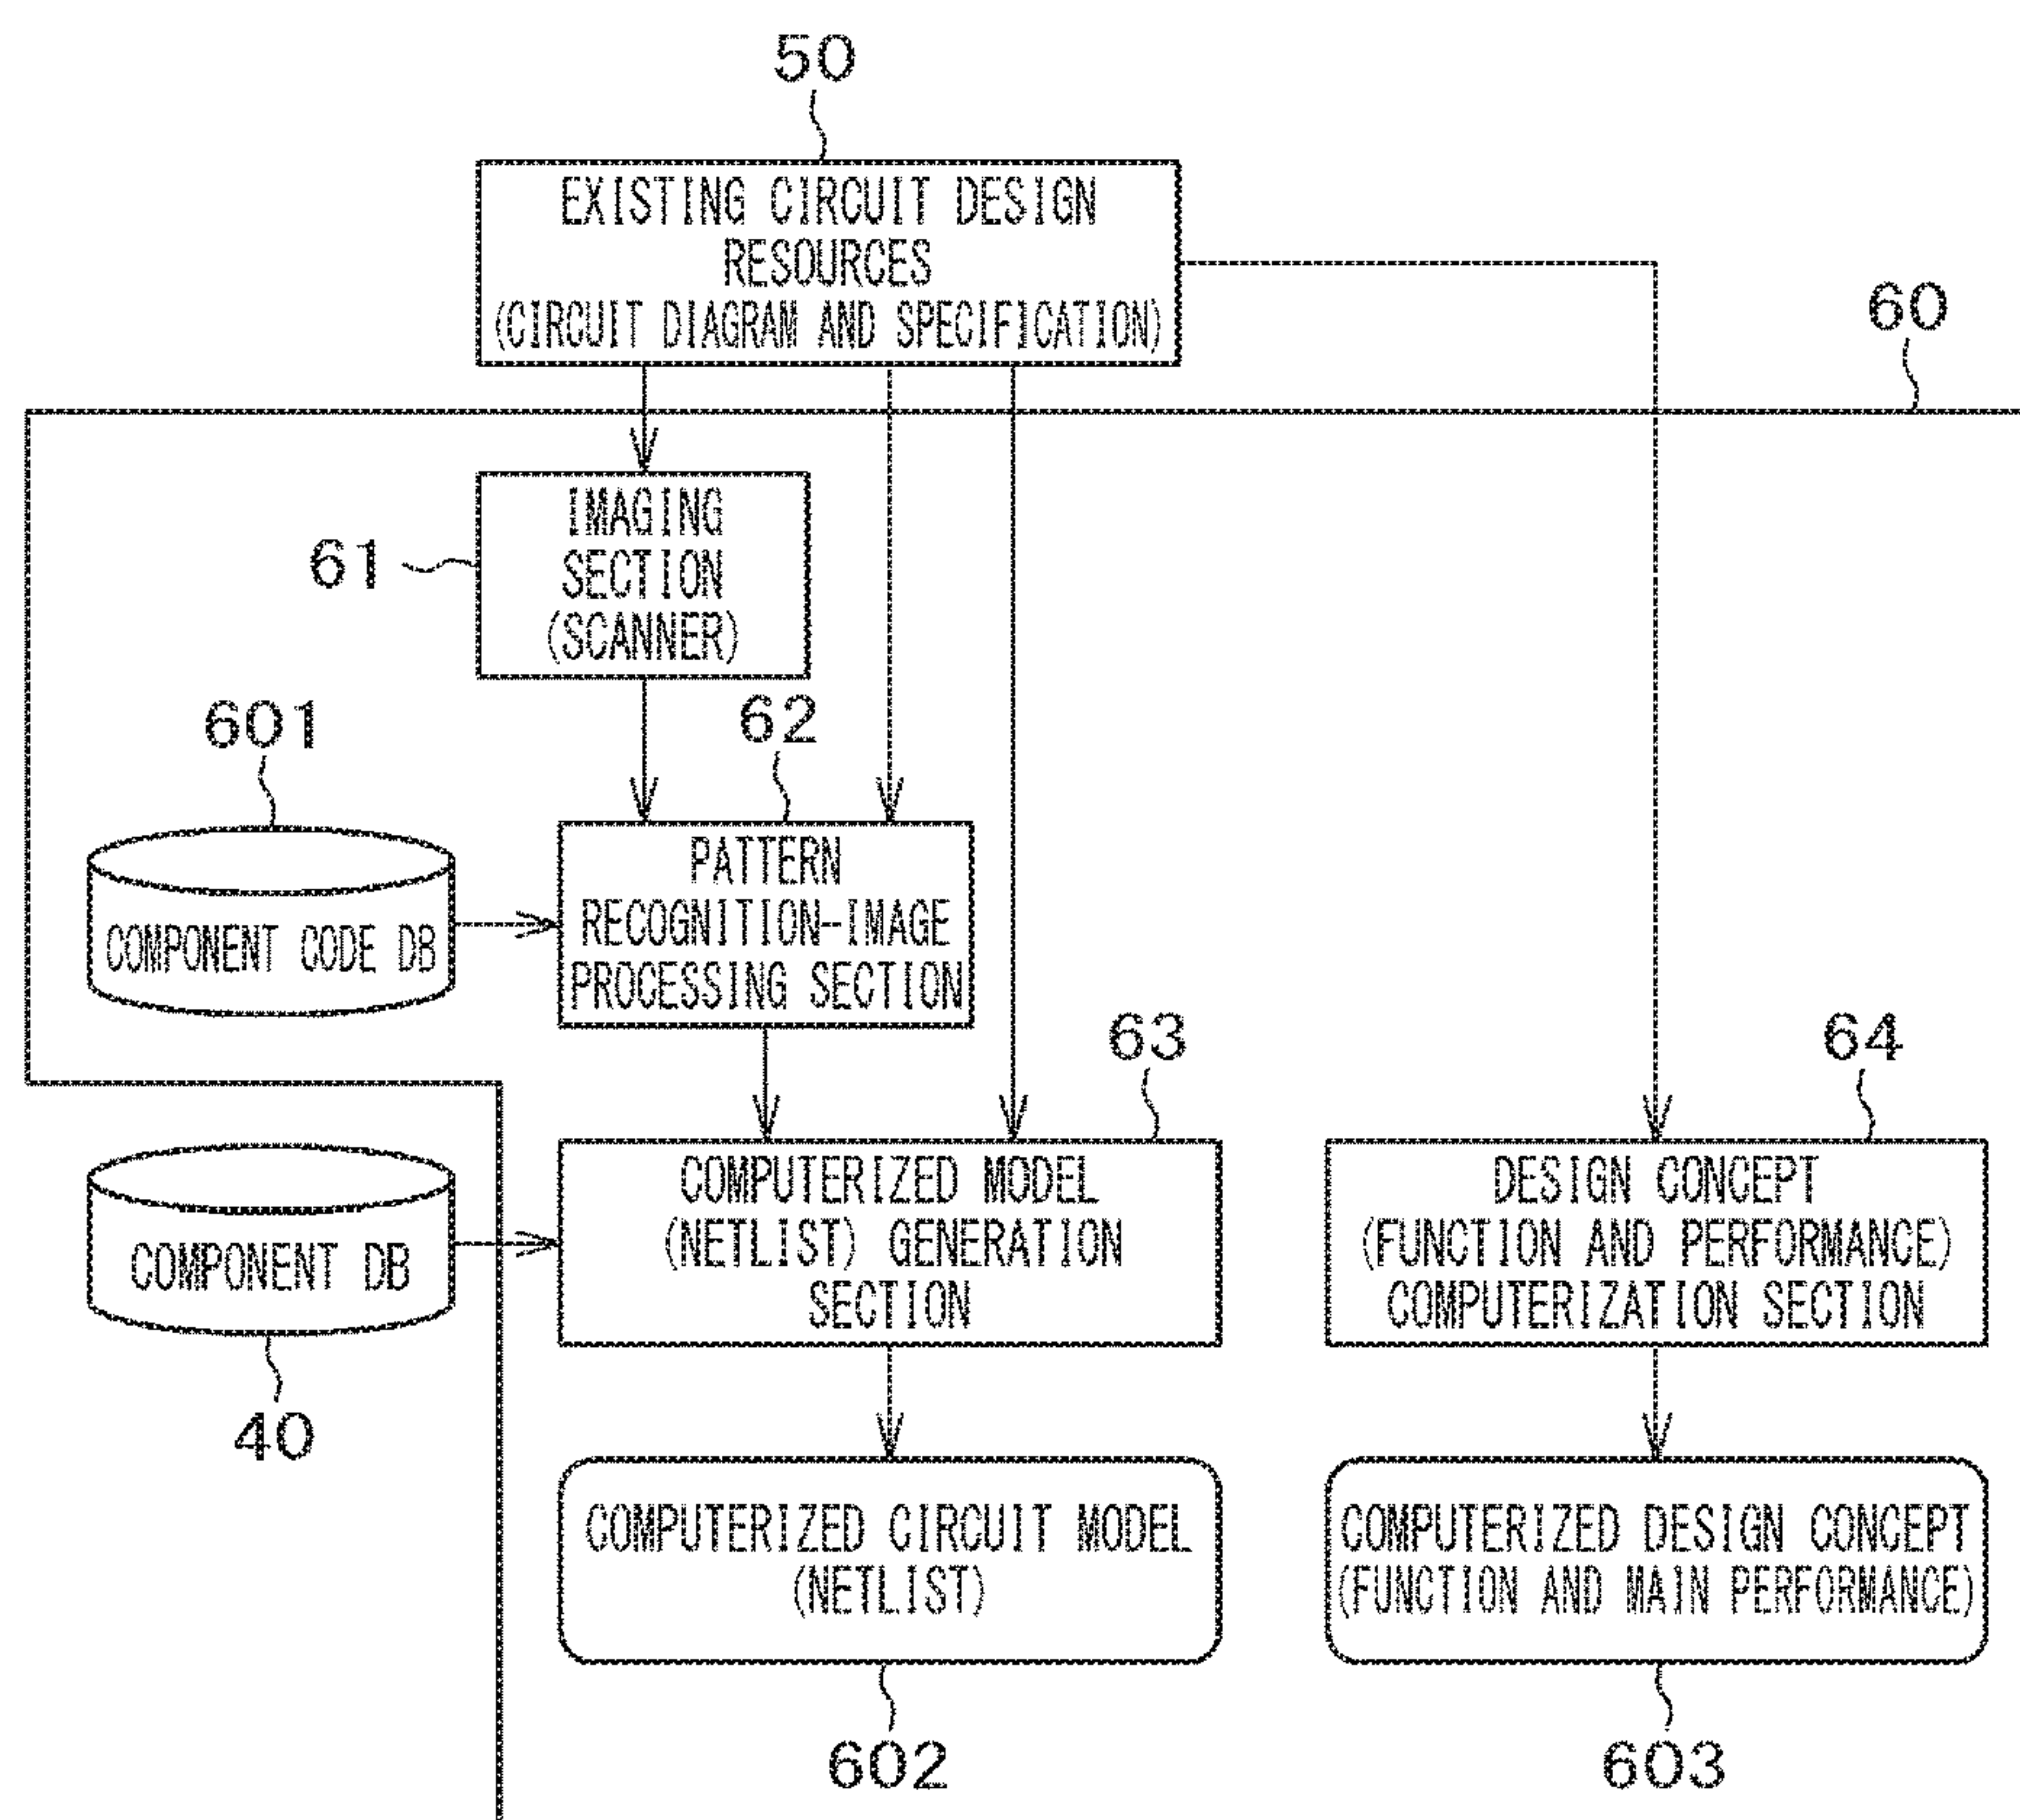 50
EXISTING CIRCUIT DESIGN
RESOURCES
(CIRCUIT DIAGRAM AND SPECIFICATION)
60
61
IMAGING
SECTION
(SCANNER)
601
62
COMPONENT CODE DB
PATTERN
RECOGNITION-IMAGE
PROCESSING SECTION
63
64
COMPONENT DB
40
COMPUTERIZED MODEL
(NETLIST) GENERATION
SECTION
DESIGN CONCEPT
(FUNCTION AND PERFORMANCE)
COMPUTERIZATION SECTION
COMPUTERIZED CIRCUIT MODEL
(NETLIST)
COMPUTERIZED DESIGN CONCEPT
(FUNCTION AND MAIN PERFORMANCE)
602
603